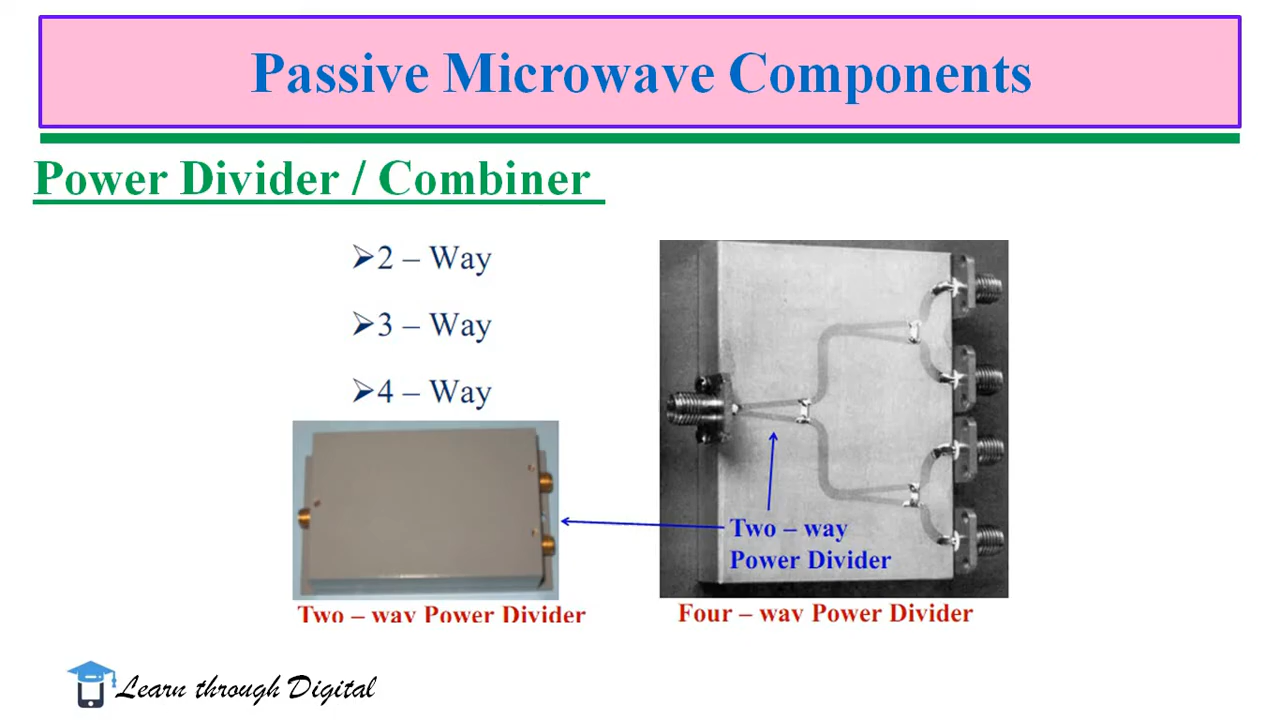 Passive Microwave Components
Power Divider / Combiner
➢2 – Way
➢3 – Way
➢4 – Way
Two – way
Power Divider
Two – way Power Divider
Four – way Power Divider
Learn through Digital